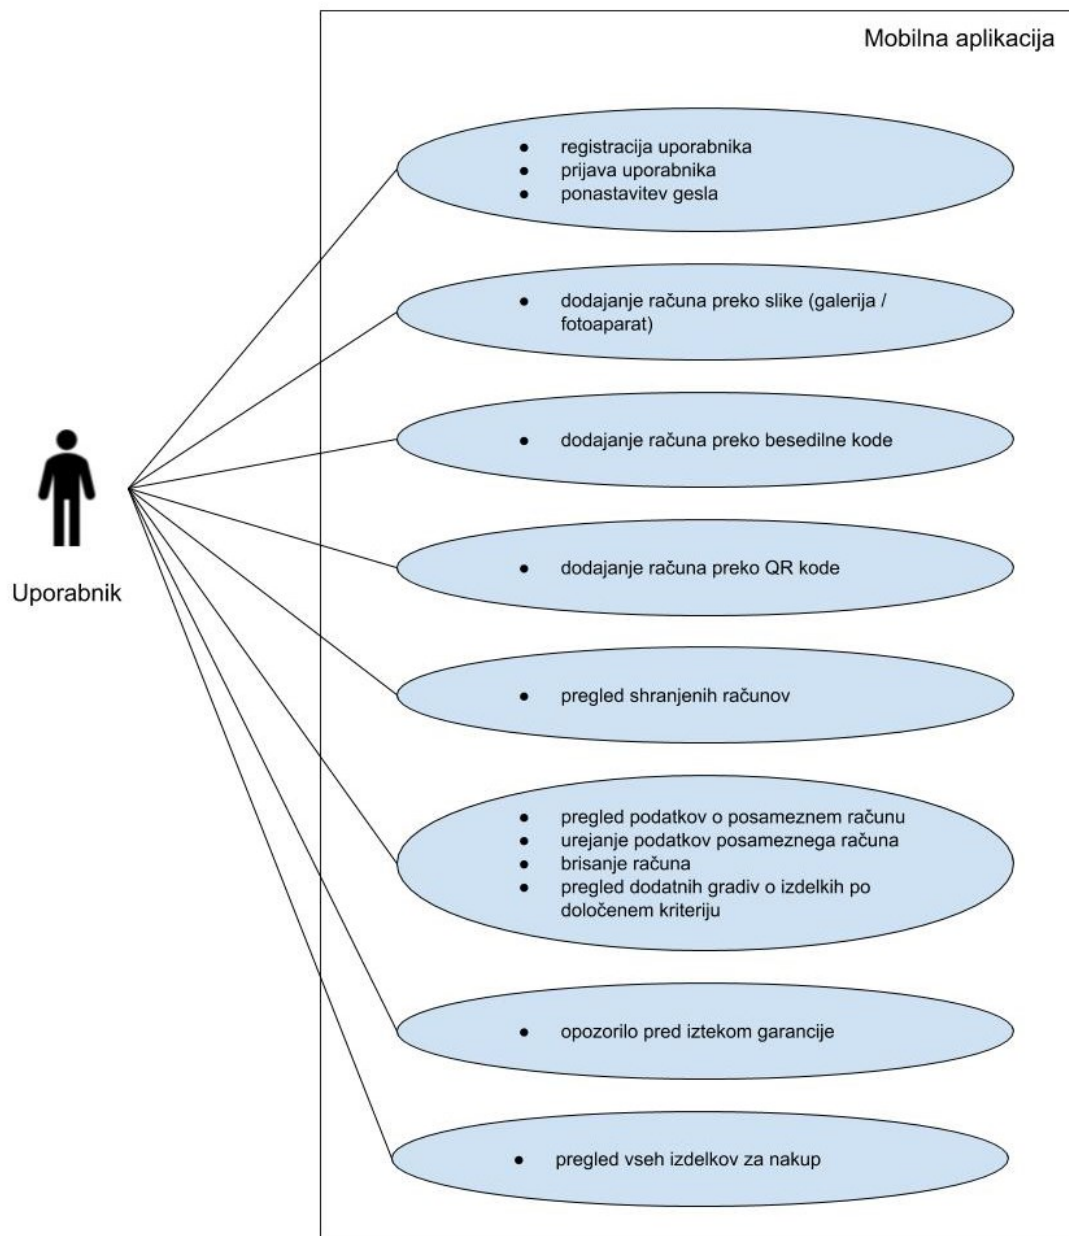 Mobilna aplikacija
● registracija uporabnika
● prijava uporabnika
● ponastavitev gesla
● dodajanje računa preko slike (galerija /
fotoaparat)
● dodajanje računa preko besedilne kode
● dodajanje računa preko QR kode
Uporabnik
● pregled shranjenih računov
● pregled podatkov o posameznem računu
● urejanje podatkov posameznega računa
● brisanje računa
● pregled dodatnih gradiv o izdelkih po
določenem kriteriju
● opozorilo pred iztekom garancije
● pregled vseh izdelkov za nakup